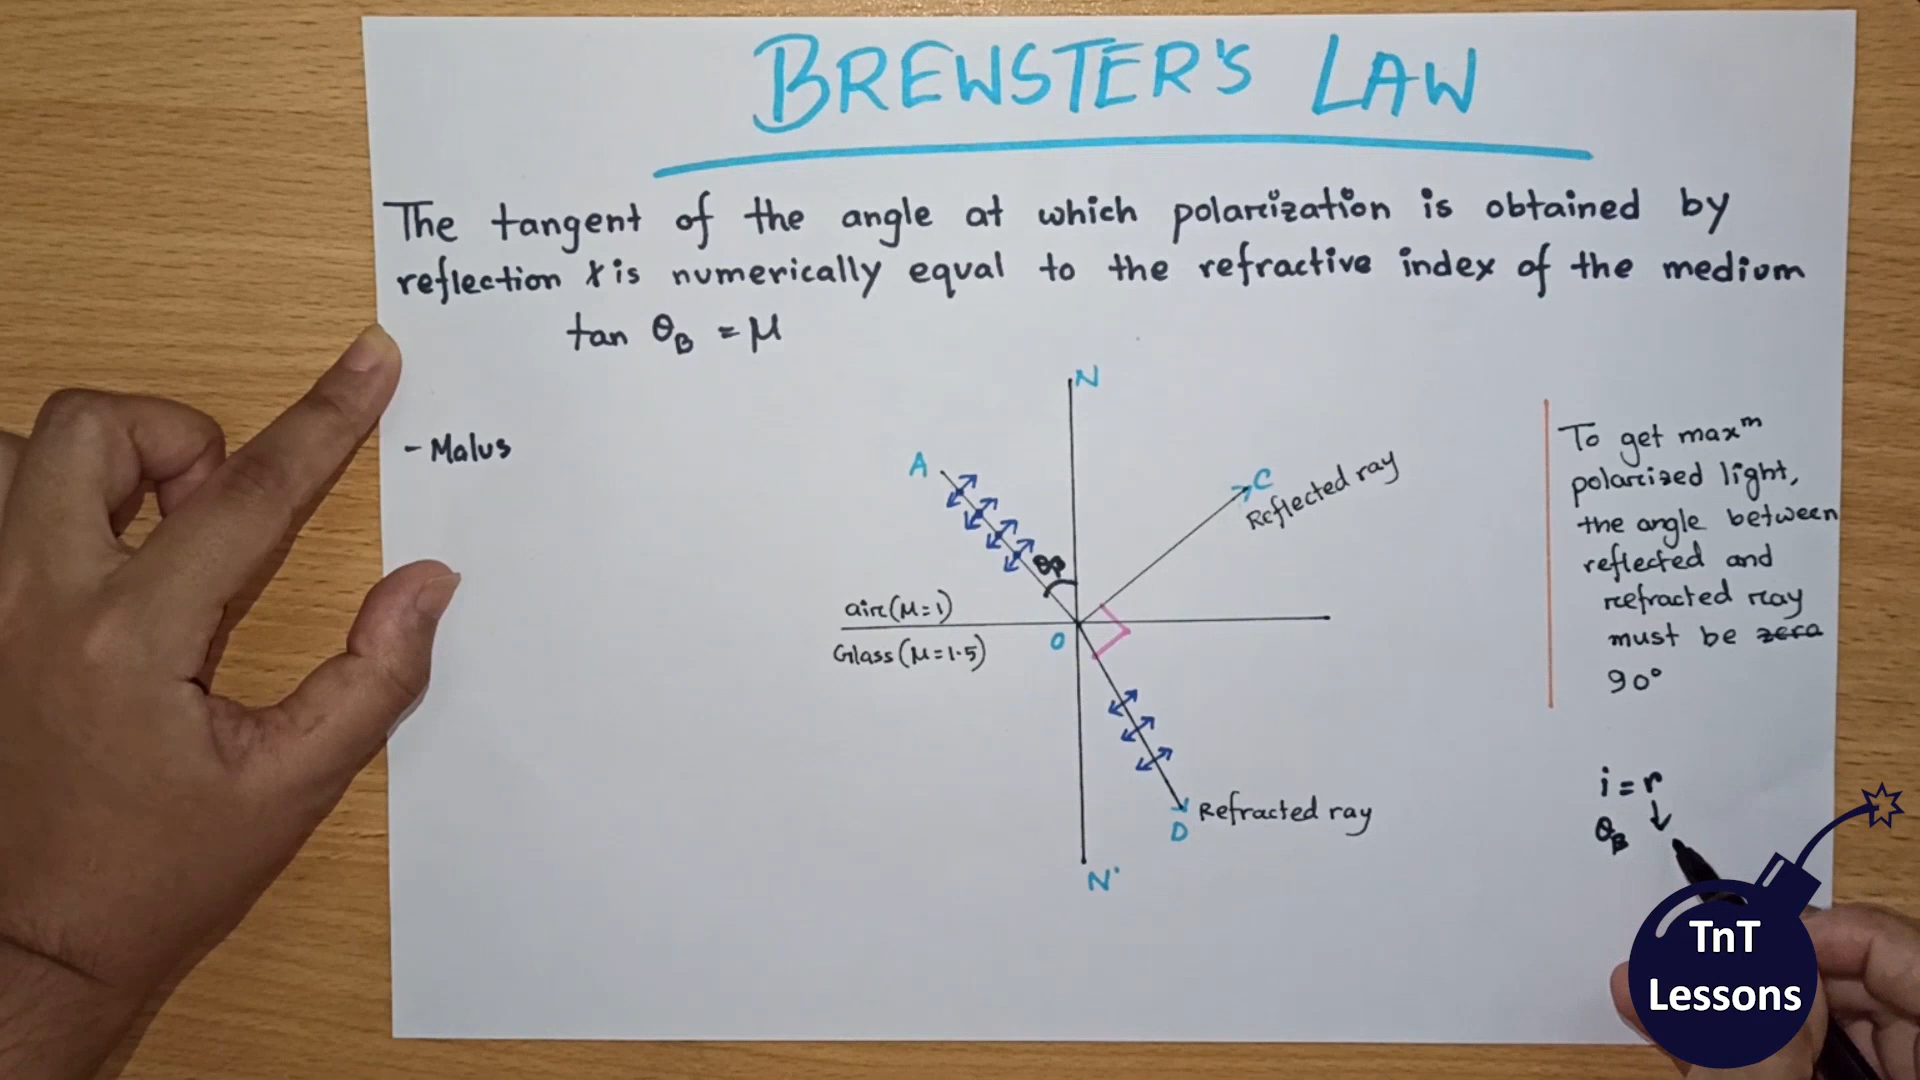 BREWSTER'S LAW
The tangent of the angle at which polarization is obtained by
reflection is numerically equal to the refractive index of the medium
tan θB = μ
- Malus
N
A
C
Reflected ray
θP
air (μ=1)
O
Glass (μ=1.5)
Refracted ray
D
N'
To get maxᵐ
polarized light,
the angle between
reflected and
refracted ray
must be zero
90°
i = r
↓
θB
TnT
Lessons